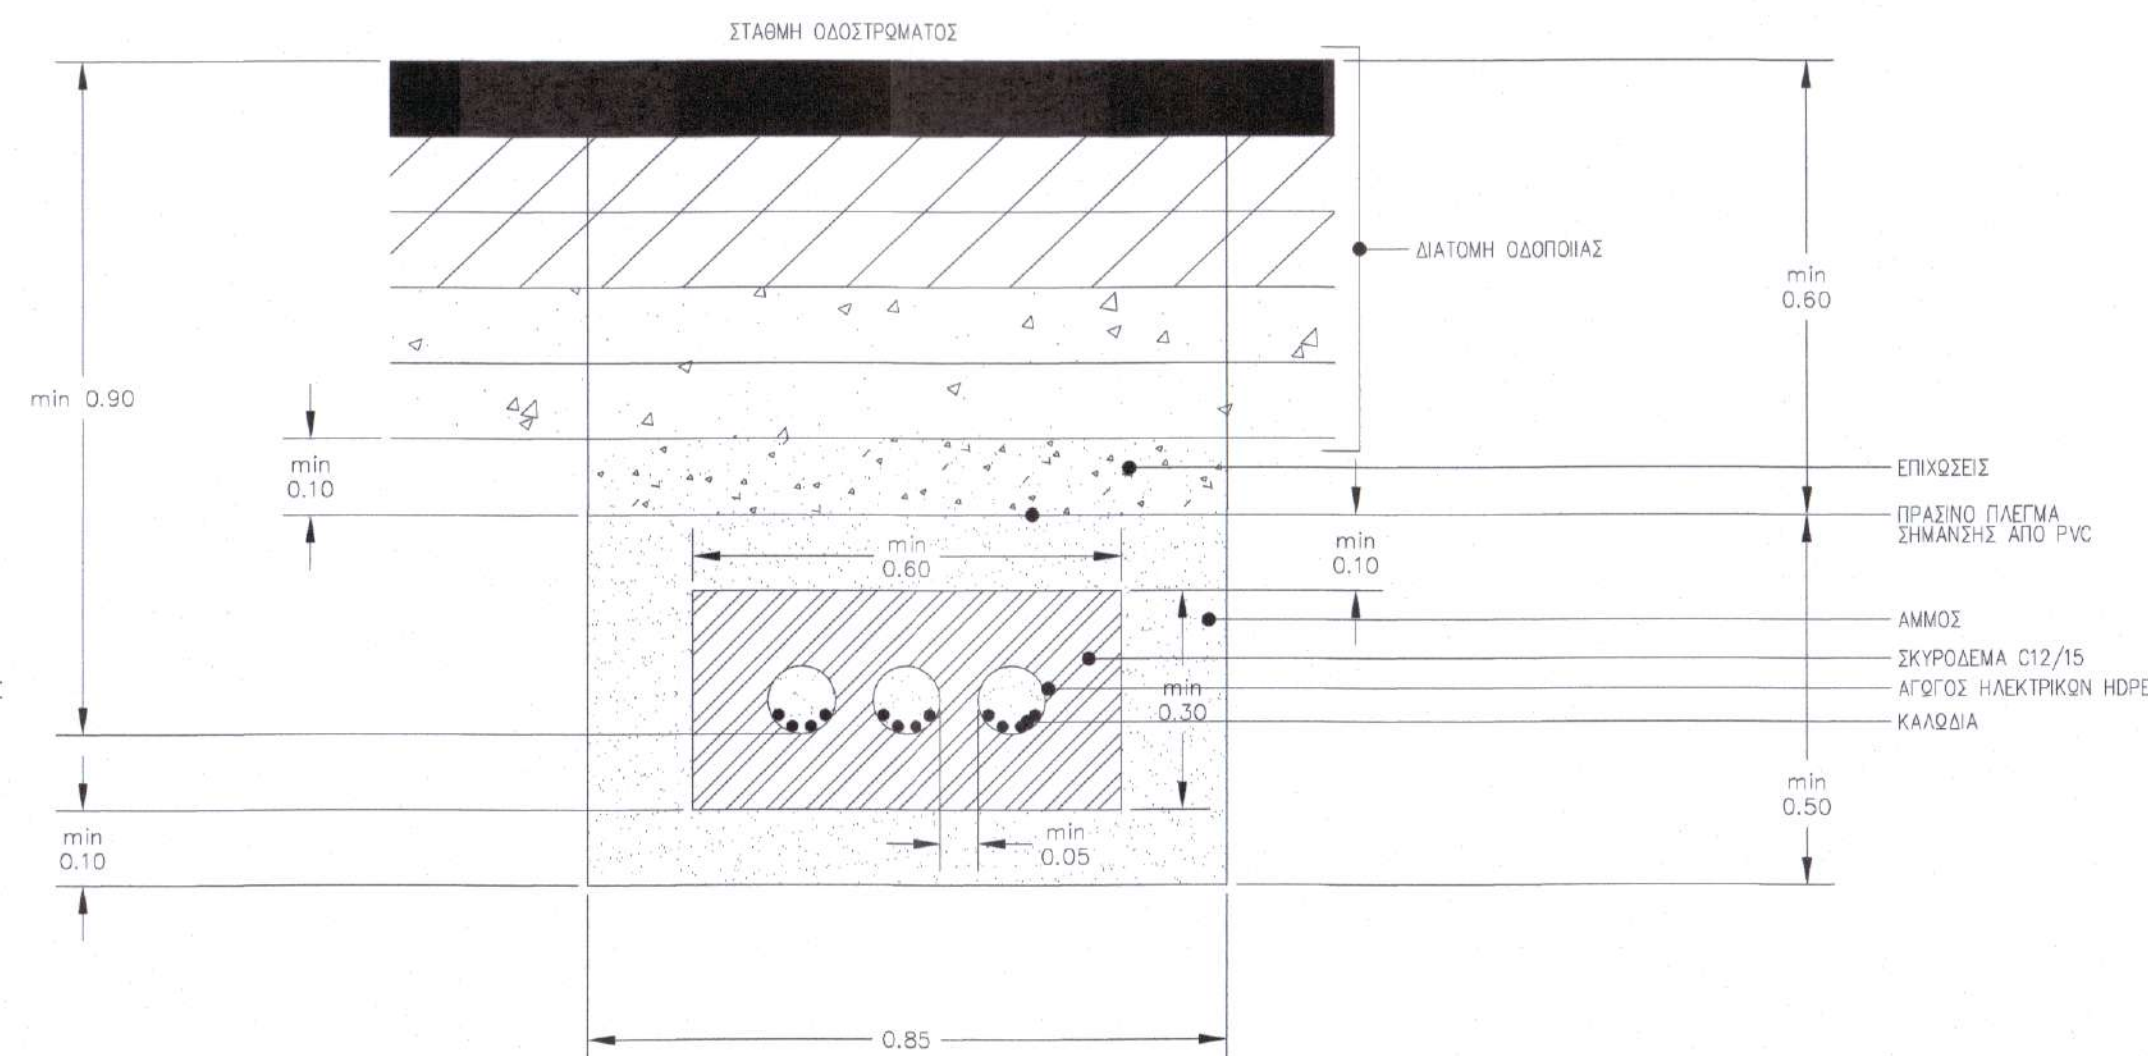 ΣΤΑΘΜΗ ΟΔΟΣΤΡΩΜΑΤΟΣ
ΔΙΑΤΟΜΗ ΟΔΟΠΟΙΙΑΣ
min
0.60
min 0.90
min
0.10
ΕΠΙΧΩΣΕΙΣ
ΠΡΑΣΙΝΟ ΠΛΕΓΜΑ
ΣΗΜΑΝΣΗΣ ΑΠΟ PVC
min
0.60
min
0.10
ΑΜΜΟΣ
ΣΚΥΡΟΔΕΜΑ C12/15
ΑΓΩΓΟΣ ΗΛΕΚΤΡΙΚΩΝ HDPE
ΚΑΛΩΔΙΑ
min
0.30
min
0.50
min
0.10
min
0.05
0.85